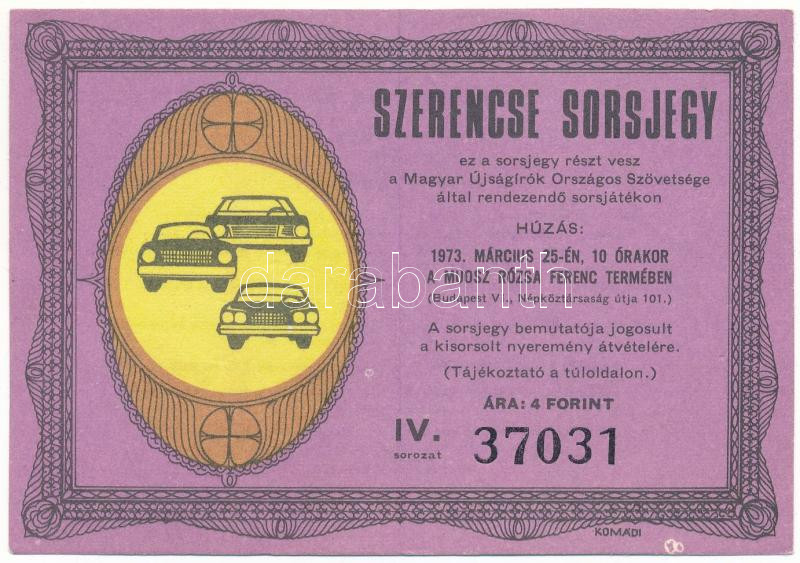 SZERENCSE SORSJEGY
ez a sorsjegy részt vesz
a Magyar Újságírók Országos Szövetsége
által rendezendő sorsjátékon
HÚZÁS:
1973. MÁRCIUS 25-ÉN, 10 ÓRAKOR
A MUOSZ RÓZSA FERENC TERMÉBEN
(Budapest VI., Népköztársaság útja 101.)
darabanth
A sorsjegy bemutatója jogosult
a kisorsolt nyeremény átvételére.
(Tájékoztató a túloldalon.)
ÁRA: 4 FORINT
IV. 37031
sorozat
KOMÁDI